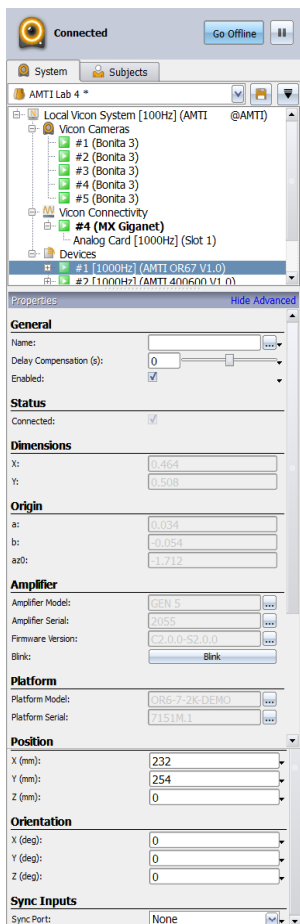 Connected
Go Offline
System
Subjects
AMTI Lab 4 *
Local Vicon System [100Hz] (AMTI @AMTI)
Vicon Cameras
#1 (Bonita 3)
#2 (Bonita 3)
#3 (Bonita 3)
#4 (Bonita 3)
#5 (Bonita 3)
Vicon Connectivity
#4 (MX Giganet)
Analog Card [1000Hz] (Slot 1)
Devices
#1 [1000Hz] (AMTI OR67 V1.0)
#2 [1000Hz] (AMTI 400600 V1.0)
Properties Hide Advanced
General
Name: ...
Delay Compensation (s): 0
Enabled:
Status
Connected:
Dimensions
X: 0.464
Y: 0.508
Origin
a: 0.034
b: -0.054
az0: -1.712
Amplifier
Amplifier Model: GEN 5 ...
Amplifier Serial: 2055 ...
Firmware Version: C2.0.0-S2.0.0 ...
Blink: Blink
Platform
Platform Model: OR6-7-2K-DEMO ...
Platform Serial: 7151M.1 ...
Position
X (mm): 232
Y (mm): 254
Z (mm): 0
Orientation
X (deg): 0
Y (deg): 0
Z (deg): 0
Sync Inputs
Sync Port: None